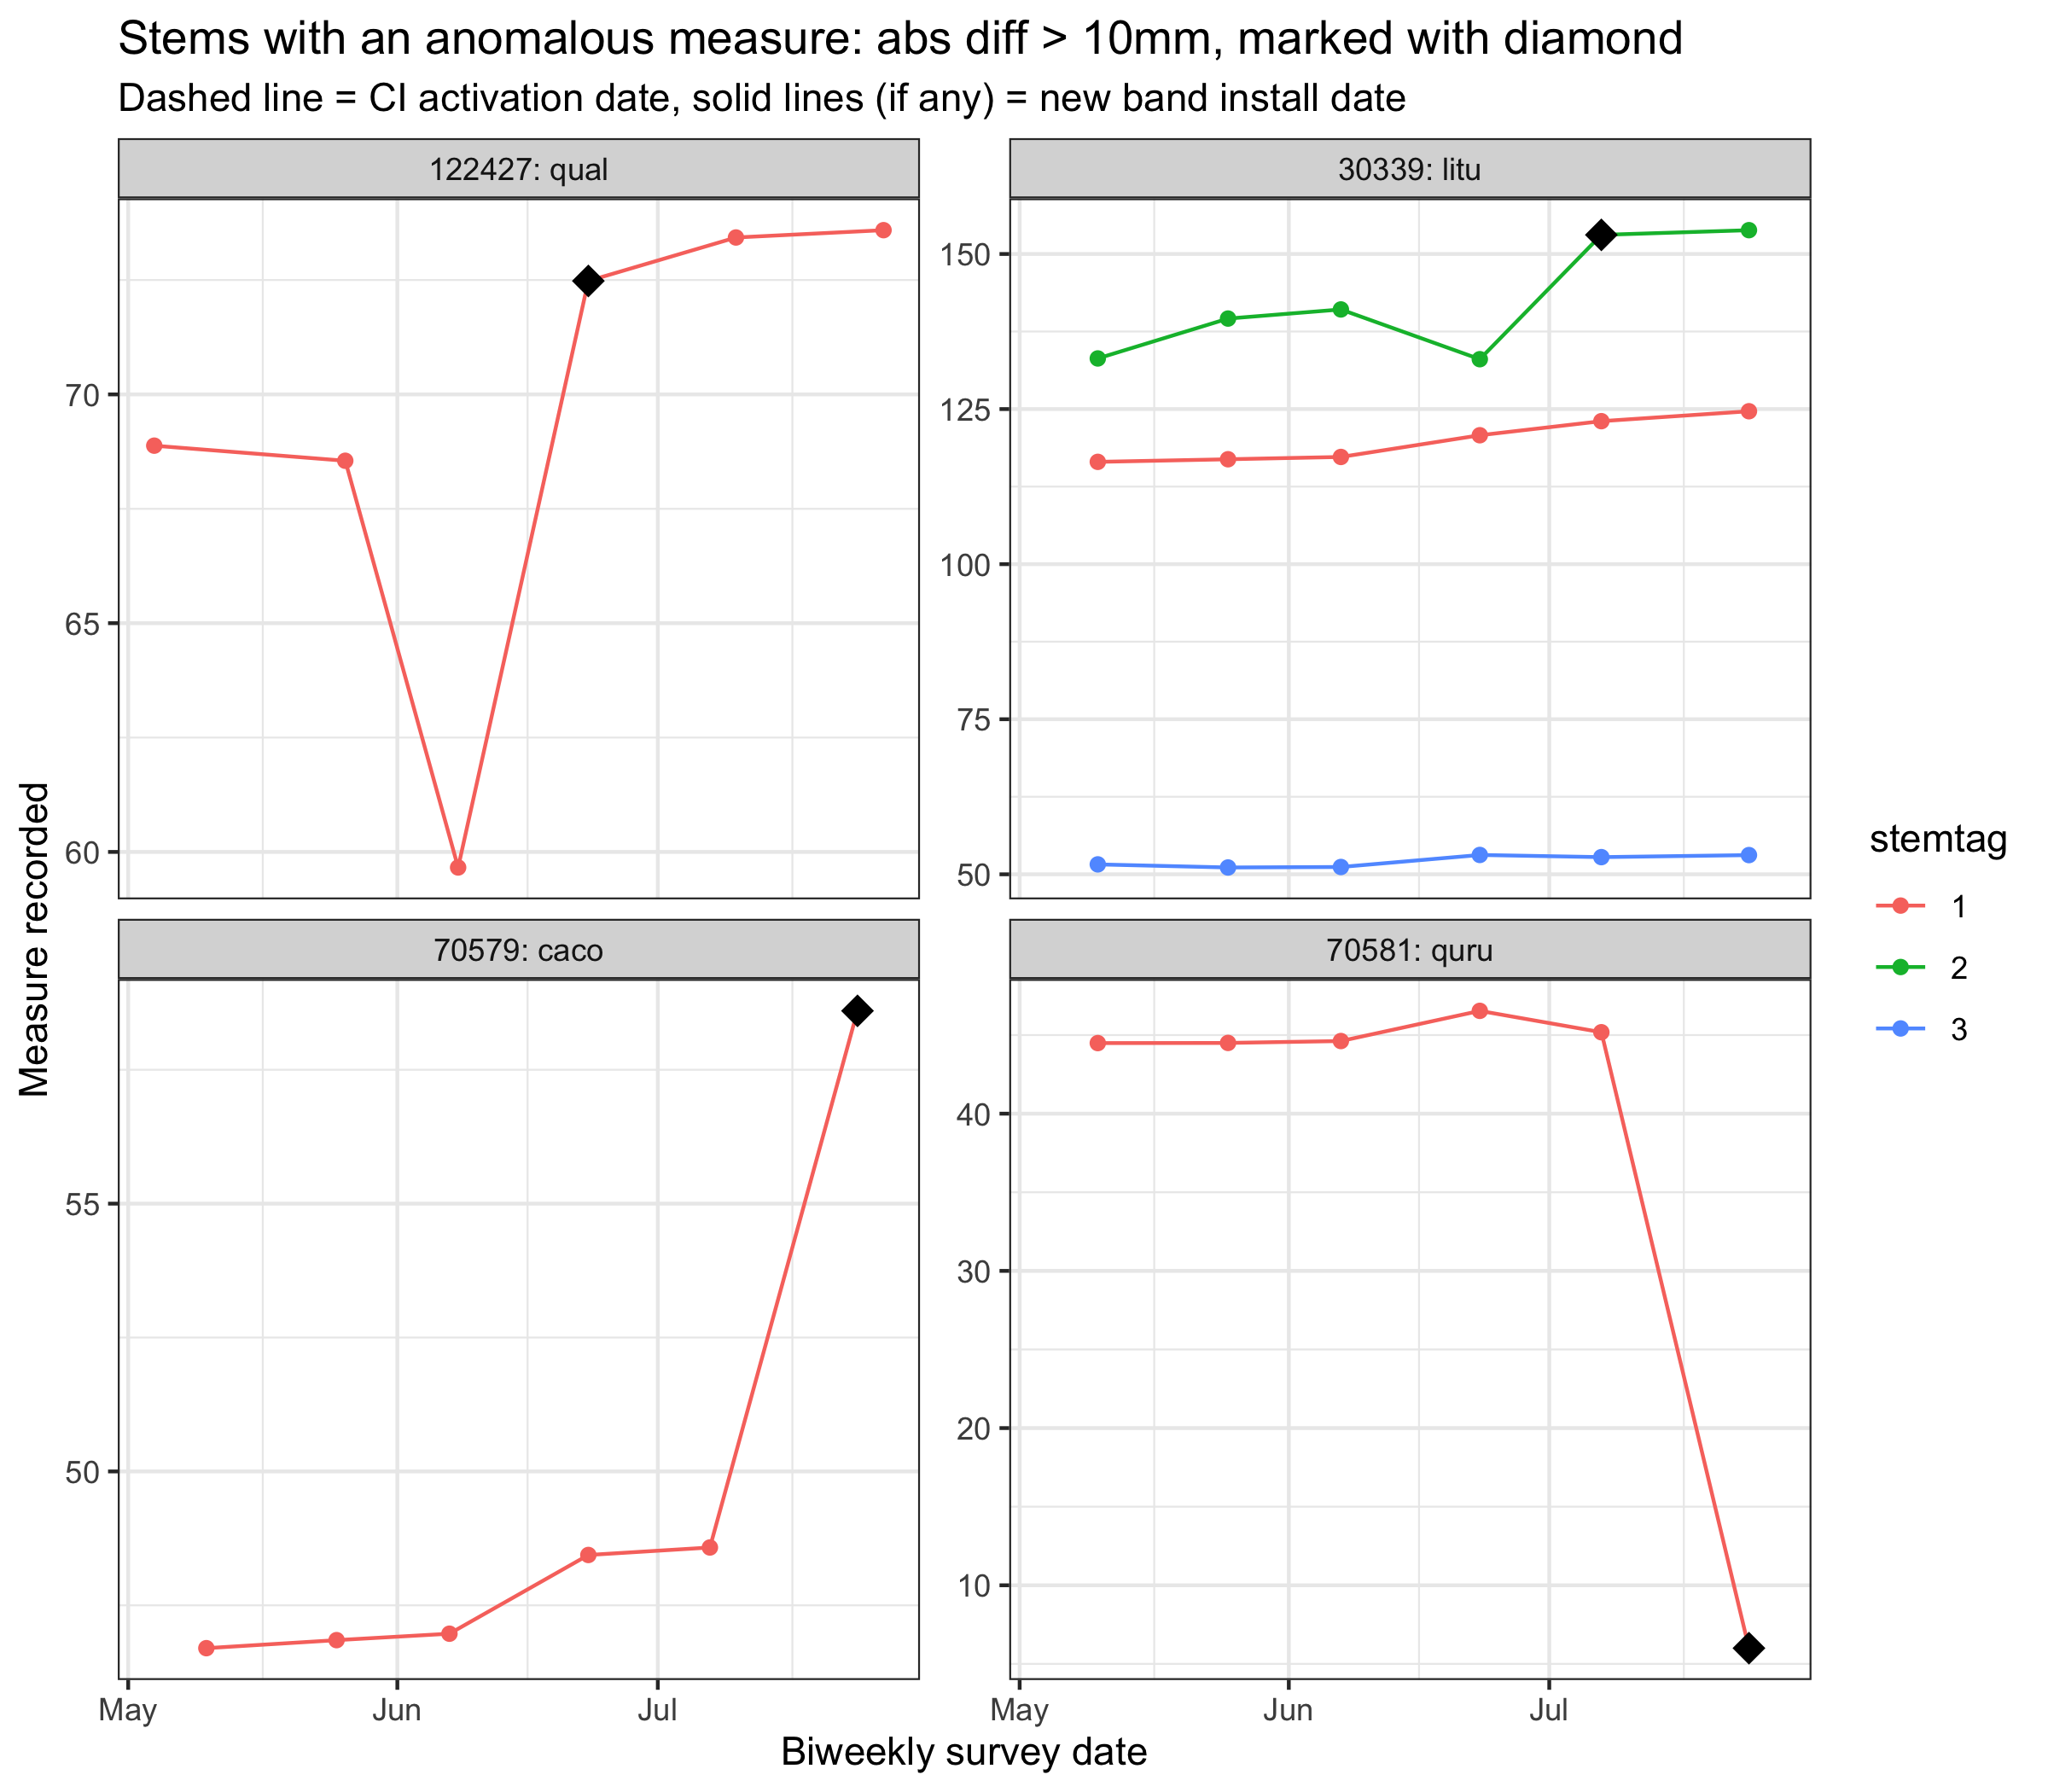 Stems with an anomalous measure: abs diff > 10mm, marked with diamond
Dashed line = CI activation date, solid lines (if any) = new band install date
122427: qual
30339: litu
70
65
60
150
125
100
75
50
Measure recorded
70579: caco
70581: quru
55
50
40
30
20
10
May
Jun
Jul
May
Jun
Jul
Biweekly survey date
stemtag
1
2
3